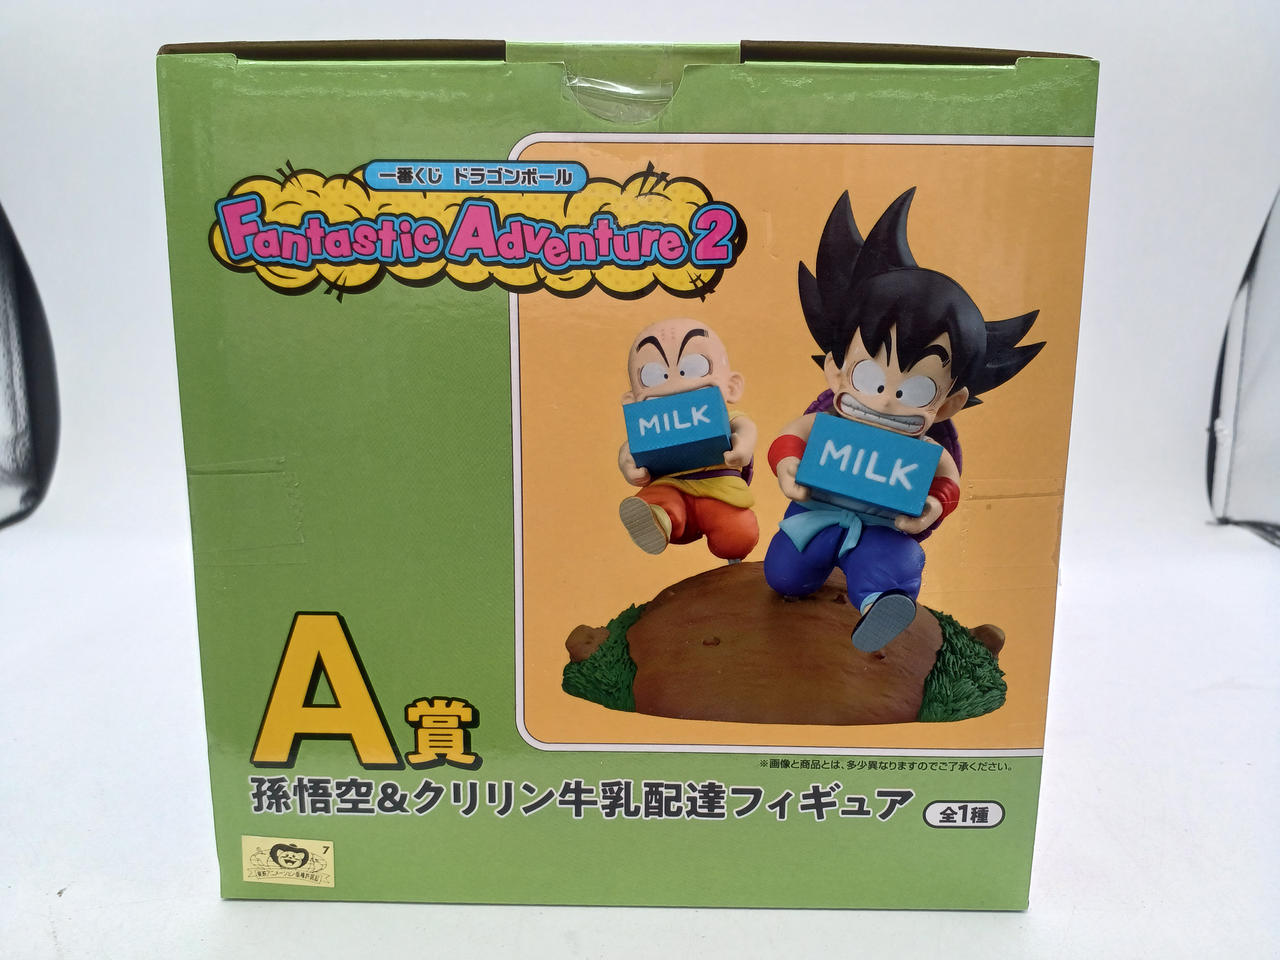 一番くじ ドラゴンボール
Fantastic Adventure 2
MILK
MILK
A賞
※画像と商品とは、多少異なりますのでご了承ください。
孫悟空&クリリン牛乳配達フィギュア
全1種
7